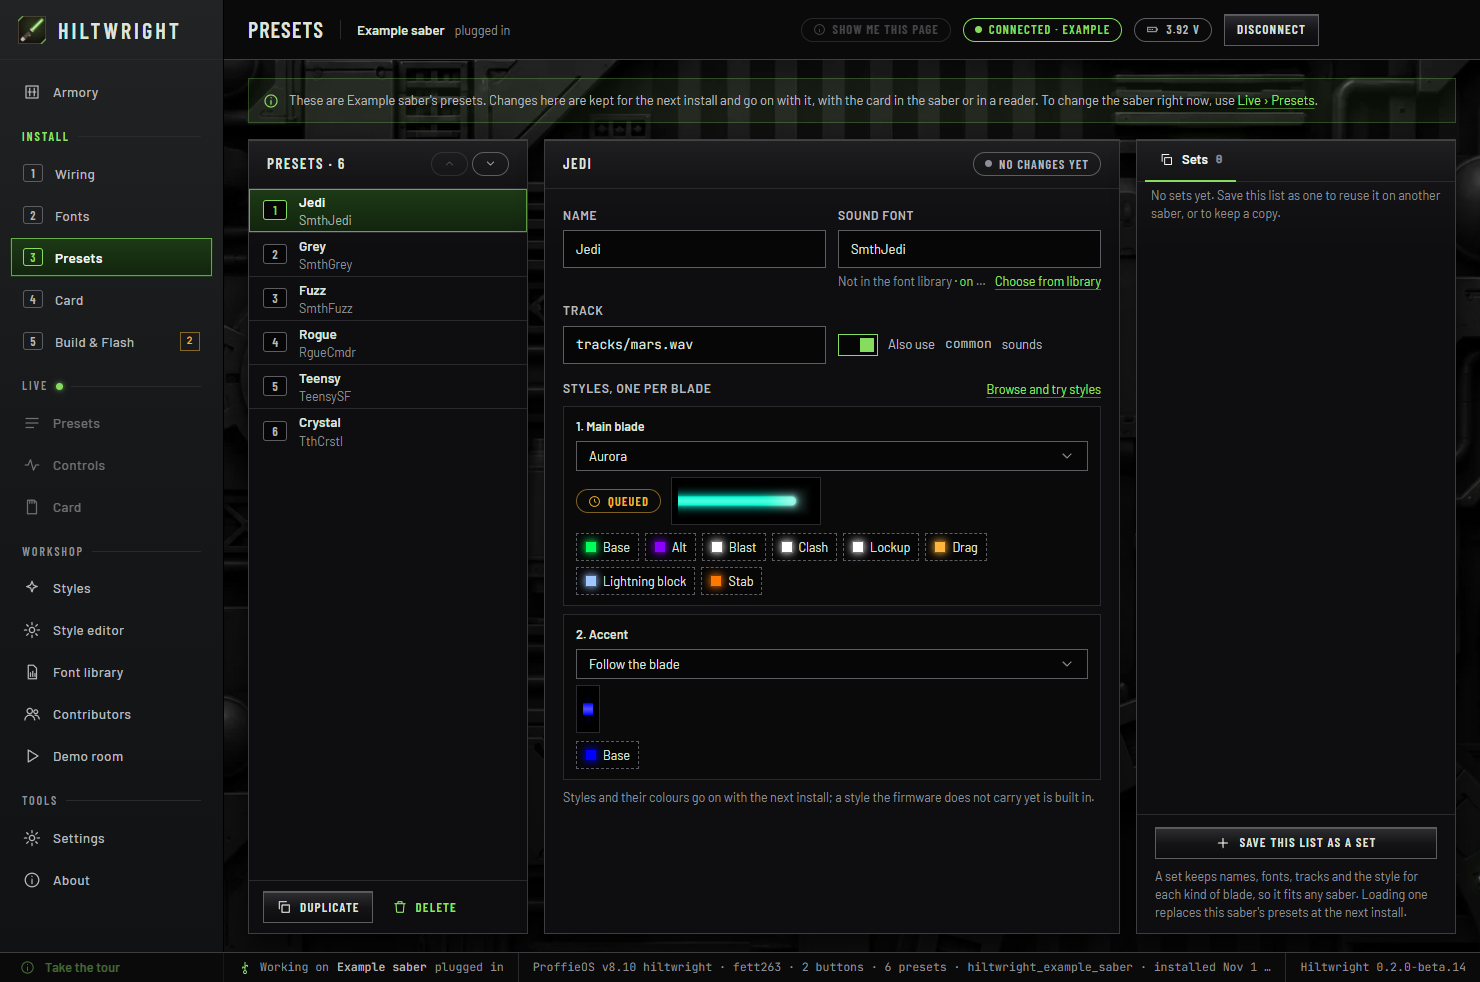 HILTWRIGHT
PRESETS
Example saber plugged in
SHOW ME THIS PAGE
CONNECTED · EXAMPLE
3.92 V
DISCONNECT
Armory
INSTALL
1 Wiring
2 Fonts
3 Presets
4 Card
5 Build & Flash 2
LIVE
Presets
Controls
Card
WORKSHOP
Styles
Style editor
Font library
Contributors
Demo room
TOOLS
Settings
About
Take the tour
These are Example saber's presets. Changes here are kept for the next install and go on with it, with the card in the saber or in a reader. To change the saber right now, use Live › Presets.
PRESETS · 6
1 Jedi
SmthJedi
2 Grey
SmthGrey
3 Fuzz
SmthFuzz
4 Rogue
RgueCmdr
5 Teensy
TeensySF
6 Crystal
TthCrstl
DUPLICATE
DELETE
JEDI
NO CHANGES YET
NAME
Jedi
SOUND FONT
SmthJedi
Not in the font library · on ... Choose from library
TRACK
tracks/mars.wav
Also use common sounds
STYLES, ONE PER BLADE
Browse and try styles
1. Main blade
Aurora
QUEUED
Base
Alt
Blast
Clash
Lockup
Drag
Lightning block
Stab
2. Accent
Follow the blade
Base
Styles and their colours go on with the next install; a style the firmware does not carry yet is built in.
Sets 0
No sets yet. Save this list as one to reuse it on another
saber, or to keep a copy.
SAVE THIS LIST AS A SET
A set keeps names, fonts, tracks and the style for
each kind of blade, so it fits any saber. Loading one
replaces this saber's presets at the next install.
Working on Example saber plugged in
ProffieOS v8.10 hiltwright · fett263 · 2 buttons · 6 presets · hiltwright_example_saber · installed Nov 1 …
Hiltwright 0.2.0-beta.14